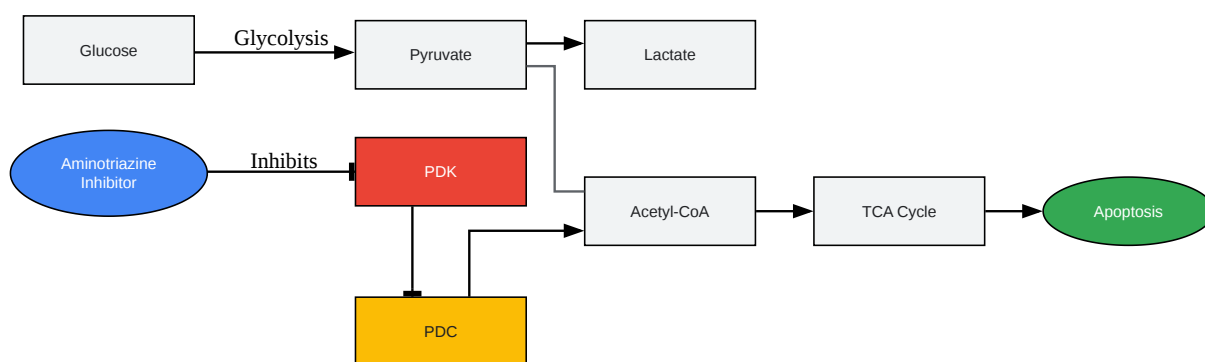 Glucose
Glycolysis
Pyruvate
Lactate
Aminotriazine
Inhibitor
Inhibits
PDK
Acetyl-CoA
TCA Cycle
Apoptosis
PDC